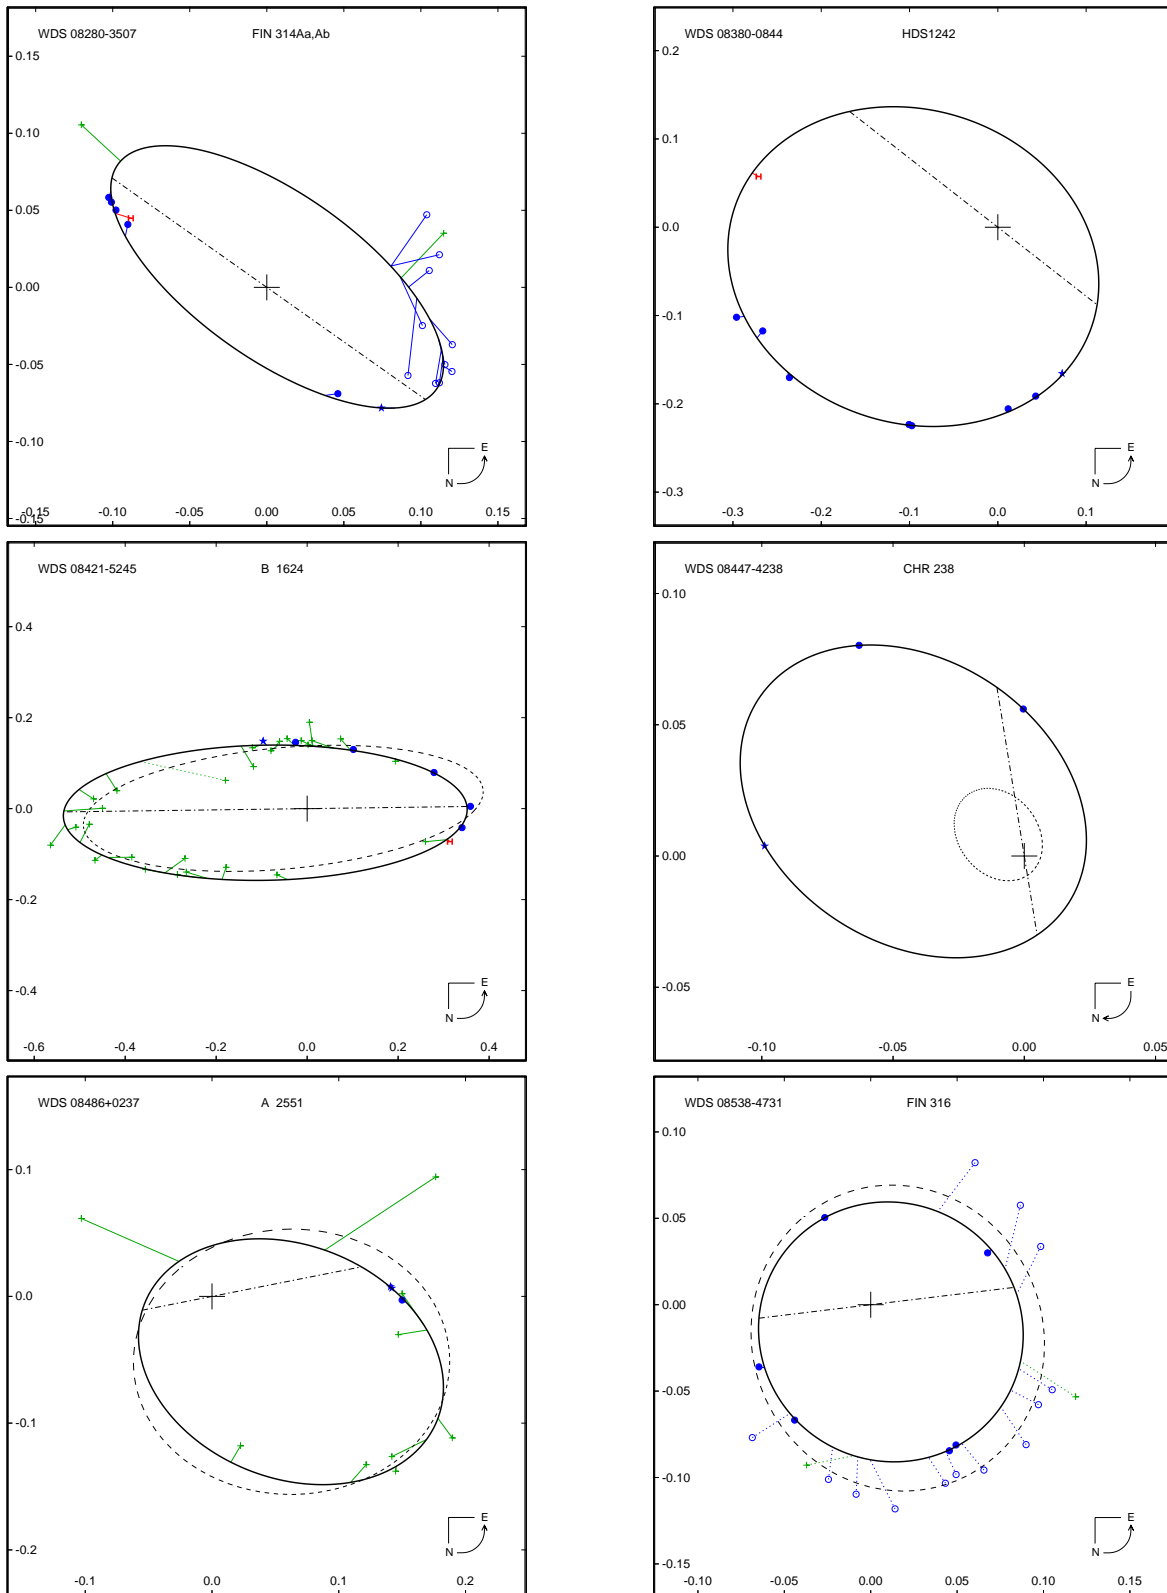 WDS 08280-3507 FIN 314Aa,Ab
0.15
0.10
0.05
0.00
-0.05
-0.10
-0.15
-0.15 -0.10 -0.05 0.00 0.05 0.10 0.15
E
N
WDS 08380-0844 HDS1242
0.2
0.1
0.0
-0.1
-0.2
-0.3
-0.3 -0.2 -0.1 0.0 0.1
E
N
WDS 08421-5245 B 1624
0.4
0.2
0.0
-0.2
-0.4
-0.6 -0.4 -0.2 0.0 0.2 0.4
E
N
WDS 08447-4238 CHR 238
0.10
0.05
0.00
-0.05
-0.10 -0.05 0.00 0.05
E
N
WDS 08486+0237 A 2551
0.1
0.0
-0.1
-0.2
-0.1 0.0 0.1 0.2
E
N
WDS 08538-4731 FIN 316
0.10
0.05
0.00
-0.05
-0.10
-0.15
-0.10 -0.05 0.00 0.05 0.10 0.15
E
N